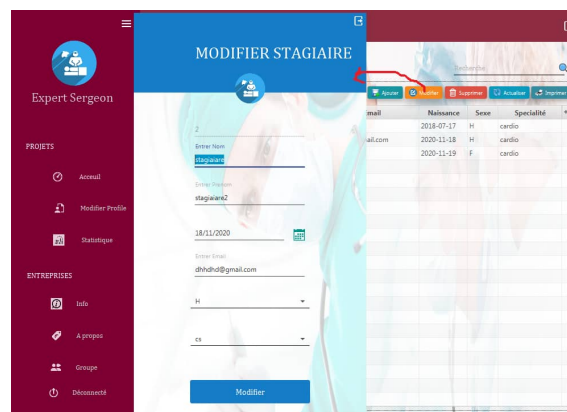 MODIFIER STAGIAIRE
Expert Sergeon
PROJETS
Acceuil
Modifier Profile
Statistique
ENTREPRISES
Info
A propos
Groupe
Déconnecté
2
Entrer Nom
stagiaiare
Entrer Prenom
stagiaiare2
18/11/2020
Entrer Email
dhhdhd@gmail.com
H
cs
Modifier
Recherche
Ajouter Modifier Supprimer Actualiser Imprimer
mail Naissance Sexe Specialité
2018-07-17 H cardio
ail.com 2020-11-18 H cardio
2020-11-19 F cardio